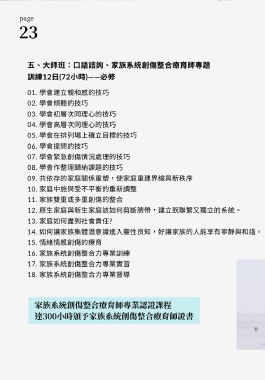 page
23
五、大師班：口語諮詢、家族系統創傷整合療育師專題
訓練12日(72小時)——必修
01. 學會建立親和感的技巧
02. 學會傾聽的技巧
03. 學會初層次同理心的技巧
04. 學會高層次同理心的技巧
05. 學會在排列場上確立目標的技巧
06. 學會提問的技巧
07. 學會緊急創傷情況處理的技巧
08. 學會作整理歸納課題的技巧
09. 共依存的家庭關係重塑，使家庭重建界線與新秩序
10. 家庭中施與受不平衡的重新調整
11. 家族雙重或多重創傷的整合
12. 原生家庭與新生家庭該如何剪斷臍帶，建立既聯繫又獨立的系統。
13. 家庭如何盡到社會責任?
14. 如何讓家族集體潛意識進入靈性良知，好讓家族的人能享有寧靜與和諧。
15. 情緒情感創傷的療育
16. 家族系統創傷整合力專業訓練
17. 家族系統創傷整合力專業實習
18. 家族系統創傷整合力專業督導
家族系統創傷整合療育師專業認證課程
達300小時頒予家族系統創傷整合療育師證書